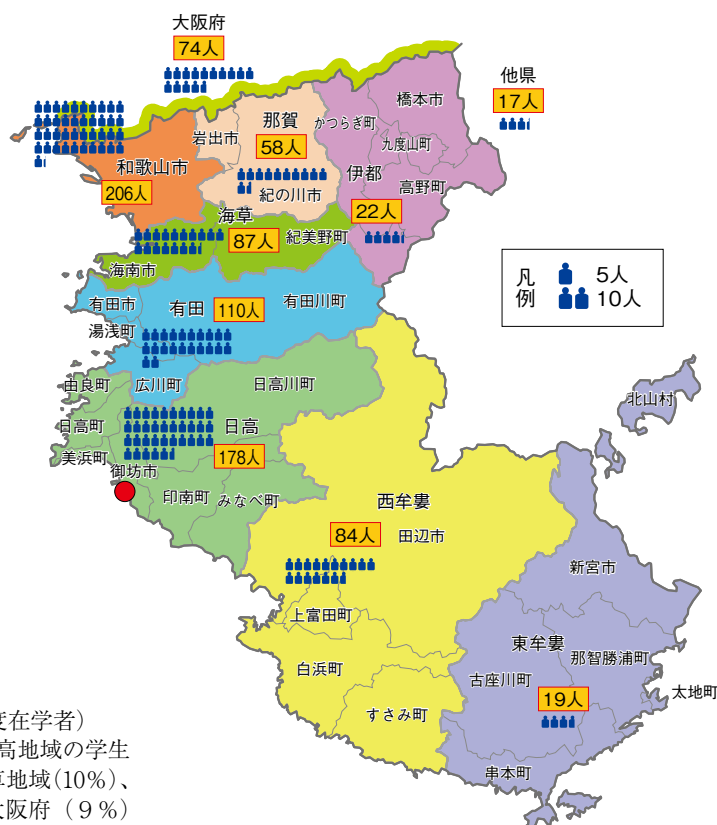 大阪府
74人
他県
17人
橋本市
那賀
かつらぎ町
岩出市
九度山町
58人
和歌山市
伊都
高野町
紀の川市
206人
22人
海草
87人
紀美野町
凡例
5人
10人
海南市
有田市
有田
110人
有田川町
湯浅町
広川町
由良町
日高川町
北山村
日高町
日高
美浜町
178人
御坊市
印南町
みなべ町
西牟婁
84人
田辺市
新宮市
上富田町
東牟婁
那智勝浦町
白浜町
古座川町
太地町
19人
すさみ町
串本町
度在学者）
高地域の学生
地域(10%)、
大阪府（９%）